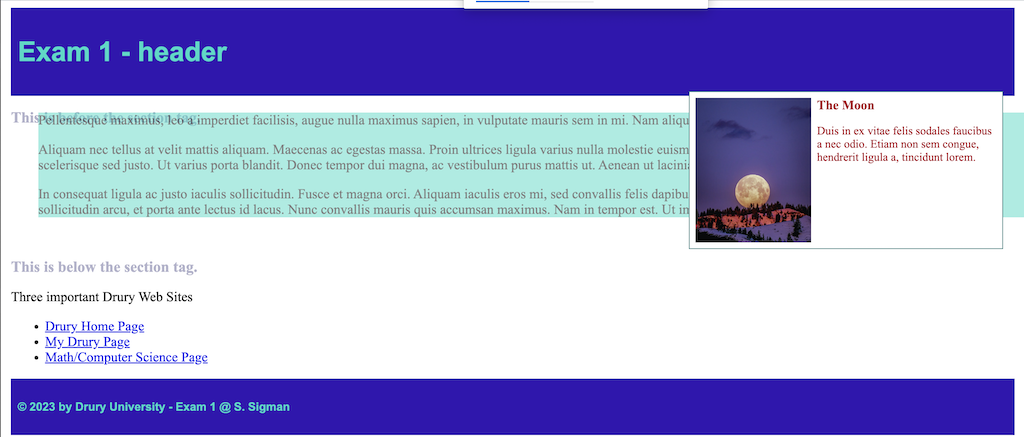 Exam 1 - header
This is before the section tag.
Pellentesque maximus, leo a imperdiet facilisis, augue nulla maximus sapien, in vulputate mauris sem in mi. Nam aliqu
Aliquam nec tellus at velit mattis aliquam. Maecenas ac egestas massa. Proin ultrices ligula varius nulla molestie euism
scelerisque sed justo. Ut varius porta blandit. Donec tempor dui magna, ac vestibulum purus mattis ut. Aenean ut lacinia
In consequat ligula ac justo iaculis sollicitudin. Fusce et magna orci. Aliquam iaculis eros mi, sed convallis felis dapibu
sollicitudin arcu, et porta ante lectus id lacus. Nunc convallis mauris quis accumsan maximus. Nam in tempor est. Ut in
The Moon
Duis in ex vitae felis sodales faucibus
a nec odio. Etiam non sem congue,
hendrerit ligula a, tincidunt lorem.
This is below the section tag.
Three important Drury Web Sites
• Drury Home Page
• My Drury Page
• Math/Computer Science Page
© 2023 by Drury University - Exam 1 @ S. Sigman